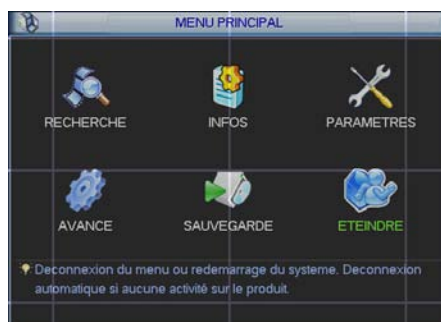 MENU PRINCIPAL
RECHERCHE
INFOS
PARAMETRES
AVANCE
SAUVEGARDE
ETEINDRE
Deconnexion du menu ou redemarrage du systeme. Deconnexion
automatique si aucune activité sur le produit.